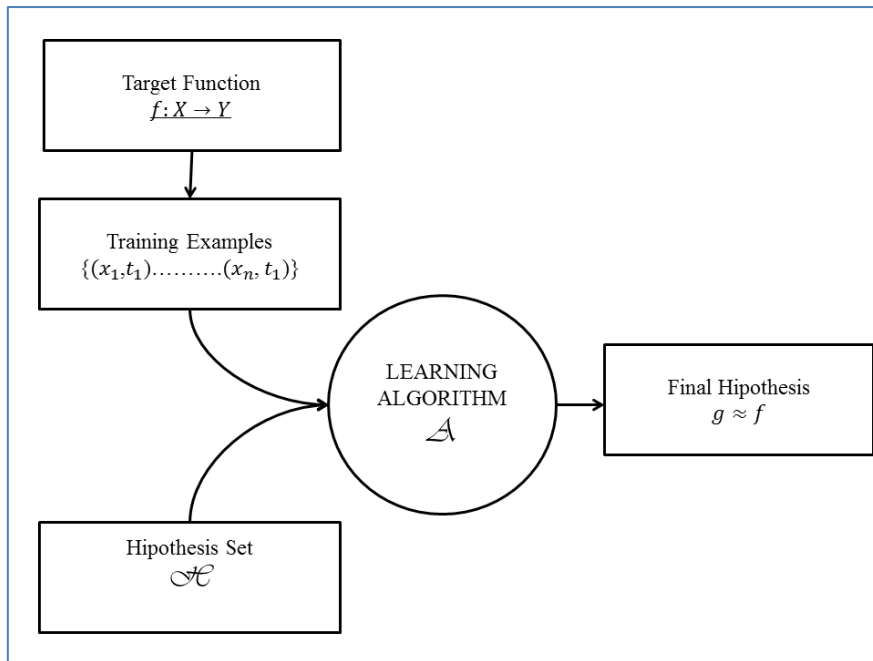 Target Function
f: X → Y
Training Examples
{(x₁,t₁)..........(xₙ, t₁)}
LEARNING
ALGORITHM
𝒜
Final Hipothesis
g ≈ f
Hipothesis Set
ℋ